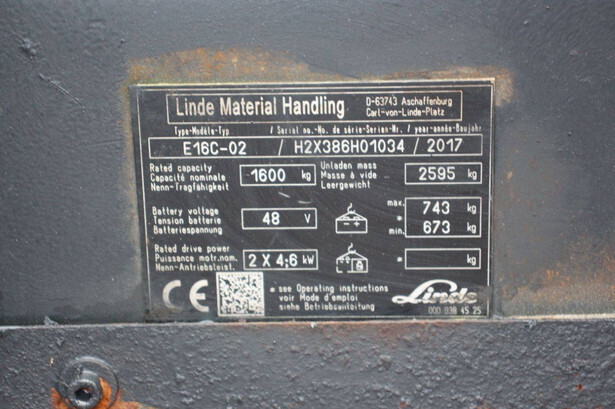 Linde Material Handling
D-63743 Aschaffenburg
Carl-von-Linde-Platz
Type-Modèle-Typ / Serial no.-No. de série-Serien-Nr. / year-année-Baujahr
E16C-02 / H2X386H01034 / 2017
Rated capacity
Capacité nominale
Nenn-Tragfähigkeit
1600 kg
Unladen mass
Masse à vide
Leergewicht
2595 kg
Battery voltage
Tension batterie
Batteriespannung
48 V
max. 743 kg
*
min. 673 kg
Rated drive power
Puissance motr.nom.
Nenn-Antriebsleist.
2 X 4,6 kW
* kg
CE
* see Operating instructions
voir Mode d'emploi
siehe Betriebsanleitung
Linde
000 938 45 25